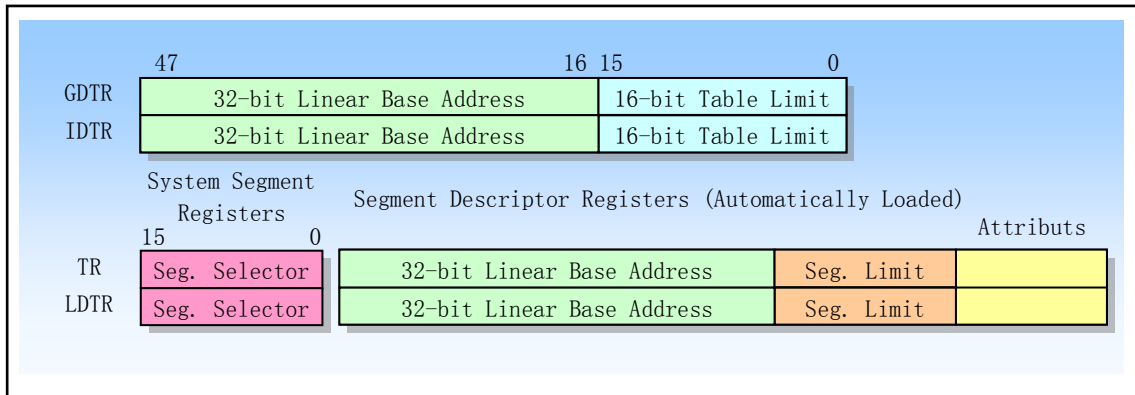 47 16 15 0
GDTR 32-bit Linear Base Address 16-bit Table Limit
IDTR 32-bit Linear Base Address 16-bit Table Limit
System Segment
Registers
Segment Descriptor Registers (Automatically Loaded)
Attributs
15 0
TR Seg. Selector 32-bit Linear Base Address Seg. Limit
LDTR Seg. Selector 32-bit Linear Base Address Seg. Limit